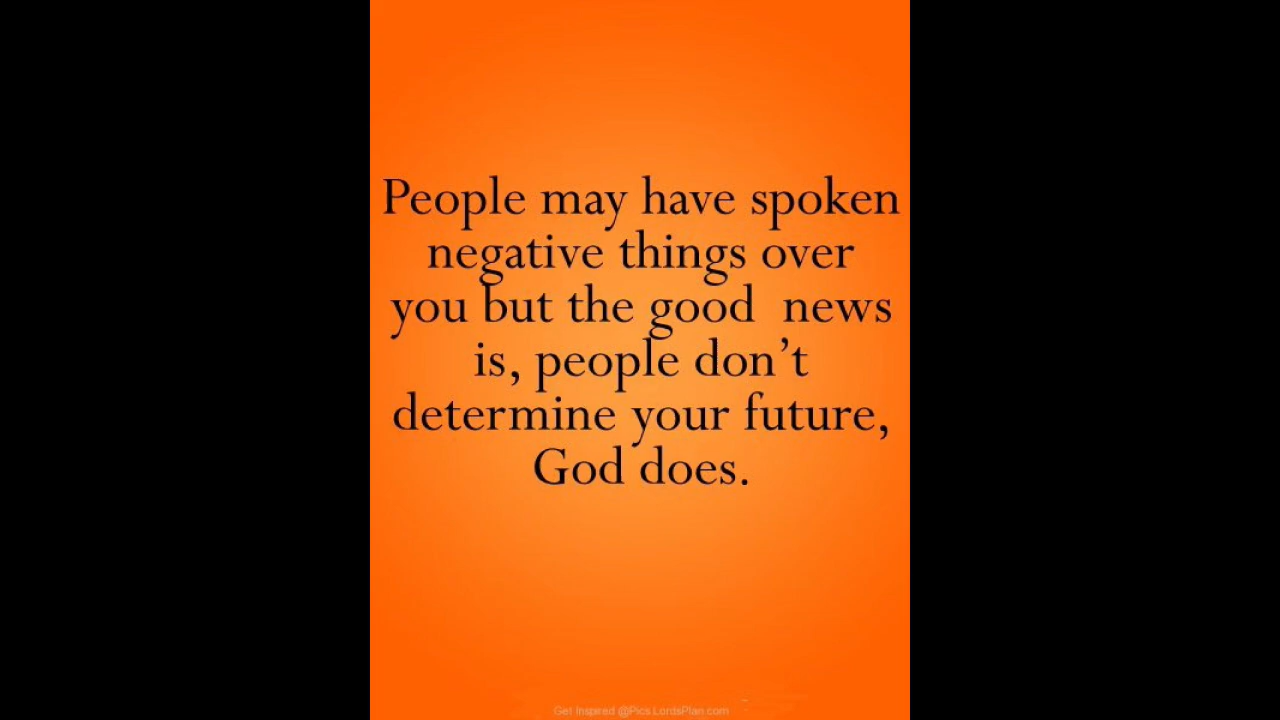 People may have spoken
negative things over
you but the good  news
is, people don’t
determine your future,
God does.
Get Inspired @Pics.LordsPlan.com